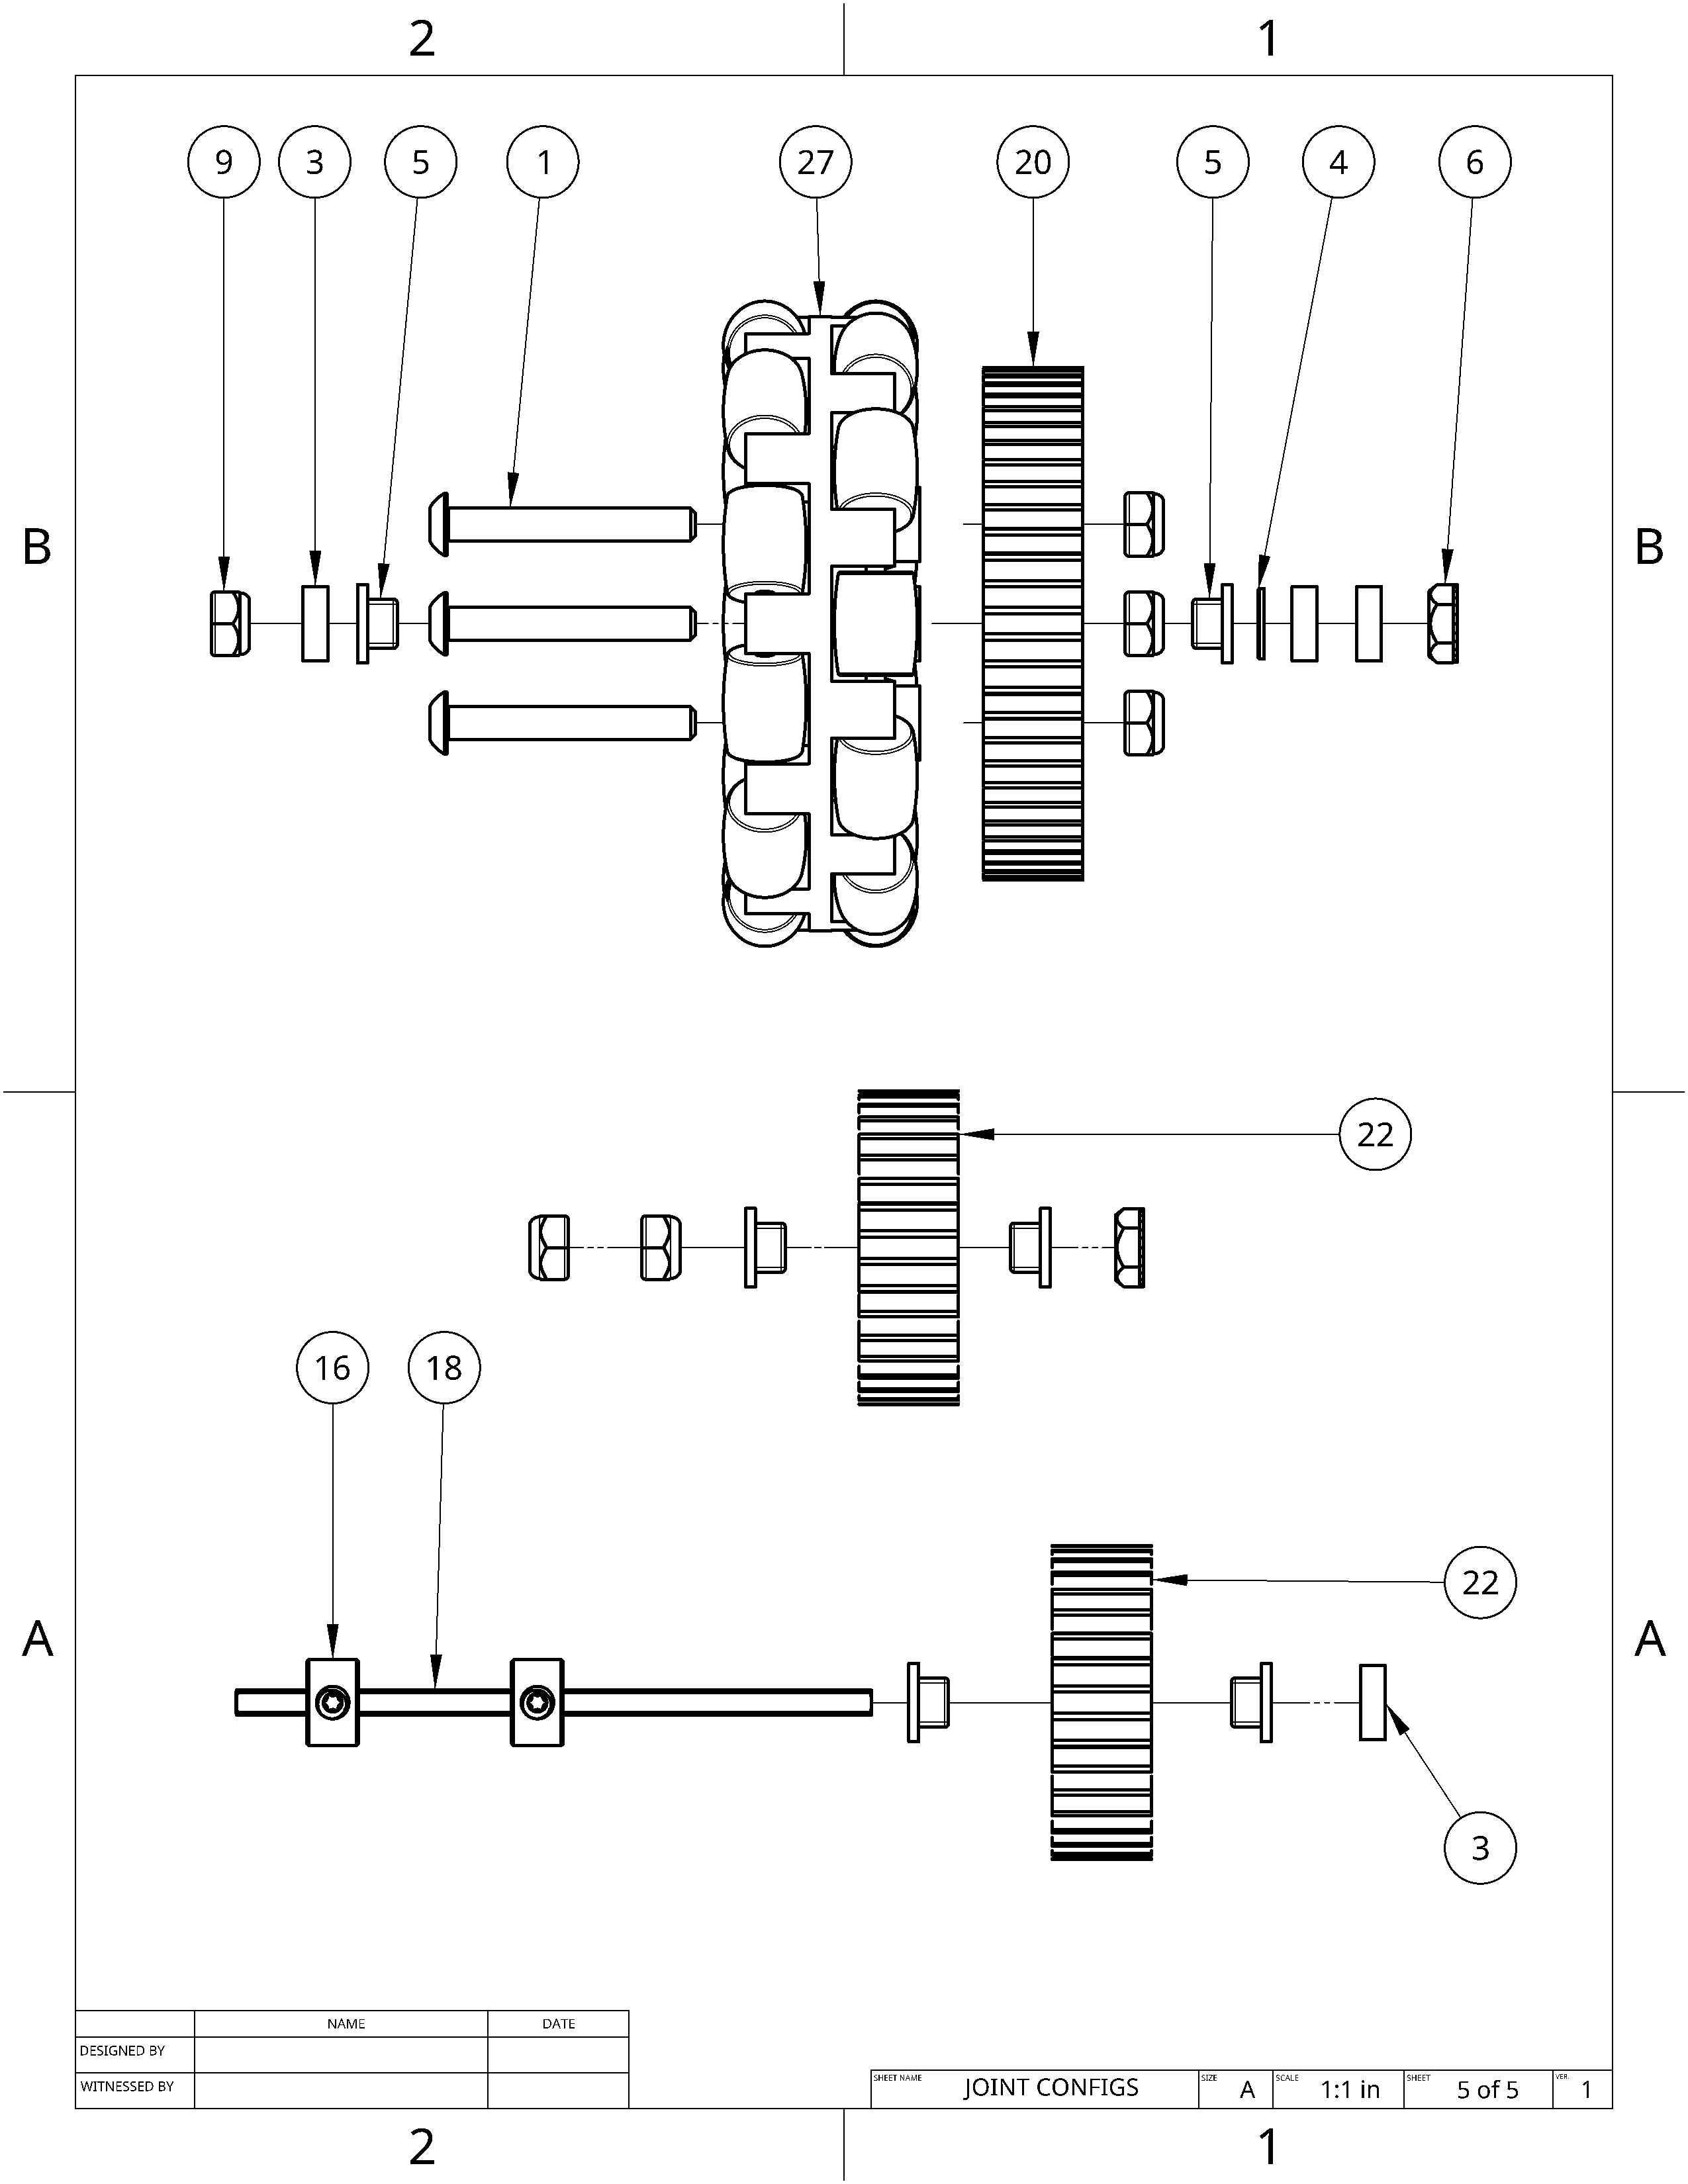 2 1
9 3 5 1 27 20 5 4 6
B B
22
16 18
22
A A
3
NAME DATE
DESIGNED BY
WITNESSED BY
SHEET NAME JOINT CONFIGS SIZE A SCALE 1:1 in SHEET 5 of 5 VER. 1
2 1